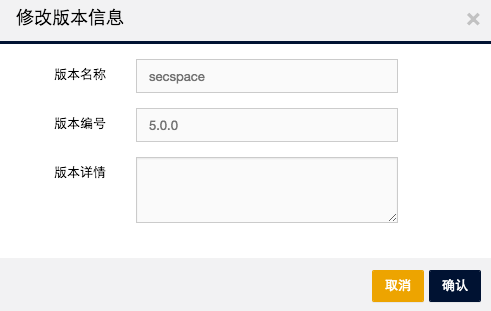 修改版本信息
版本名称 secspace
版本编号 5.0.0
版本详情
取消 确认